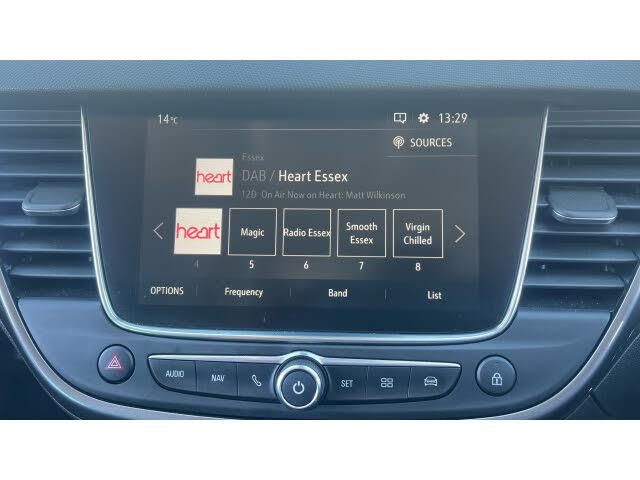 14°C
13:29
SOURCES
Essex
heart
DAB / Heart Essex
12D On Air Now on Heart: Matt Wilkinson
heart
Magic
Radio Essex
Smooth
Essex
Virgin
Chilled
4 5 6 7 8
OPTIONS Frequency Band List
AUDIO NAV SET